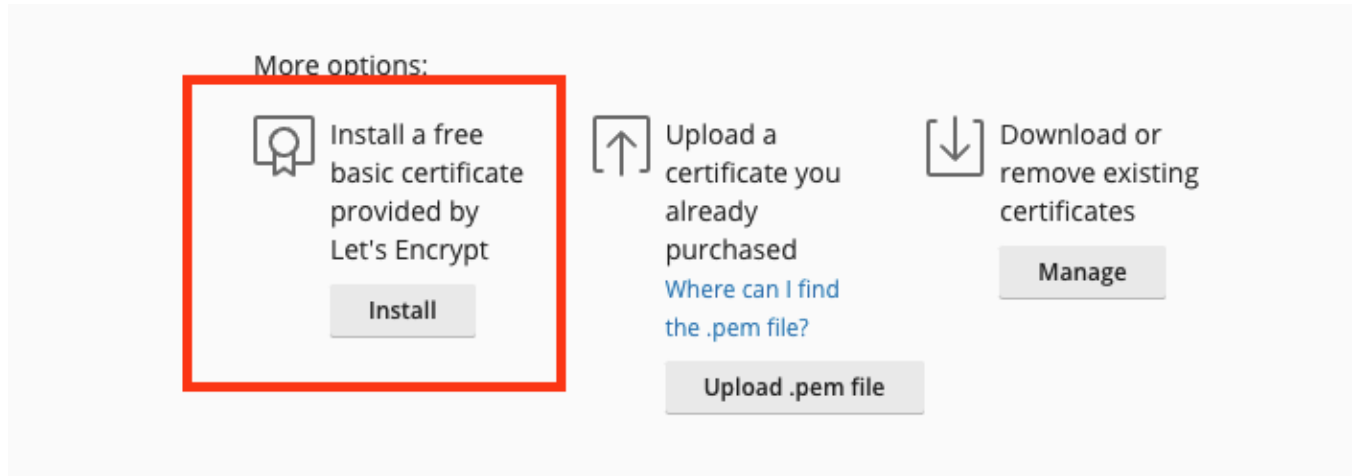 More options:
Install a free
basic certificate
provided by
Let's Encrypt
Install
Upload a
certificate you
already
purchased
Where can I find
the .pem file?
Upload .pem file
Download or
remove existing
certificates
Manage